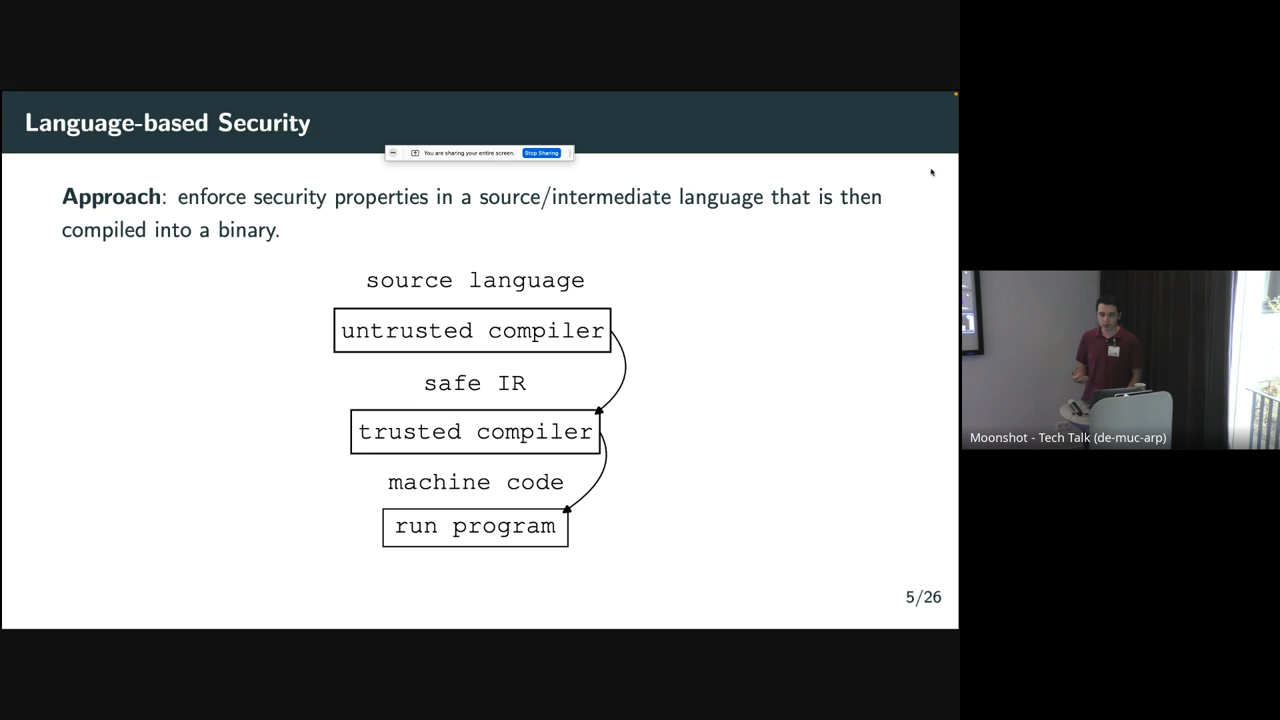 Language-based Security
You are sharing your entire screen. Stop Sharing
Approach: enforce security properties in a source/intermediate language that is then
compiled into a binary.
source language
untrusted compiler
safe IR
trusted compiler
machine code
run program
5/26
Moonshot - Tech Talk (de-muc-arp)